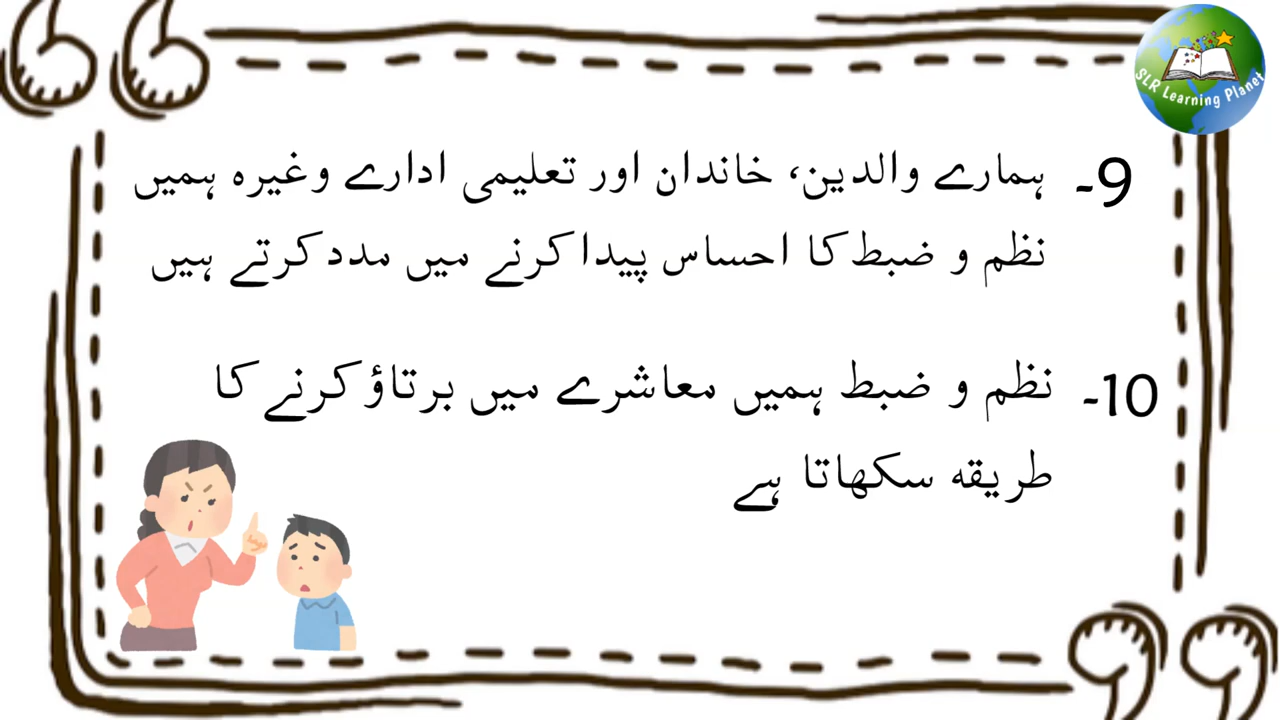 SLR Learning Planet
9- ہمارے والدین، خاندان اور تعلیمی ادارے وغیرہ ہمیں
نظم و ضبط کا احساس پیدا کرنے میں مدد کرتے ہیں
10- نظم و ضبط ہمیں معاشرے میں برتاؤ کرنے کا
طریقہ سکھاتا ہے